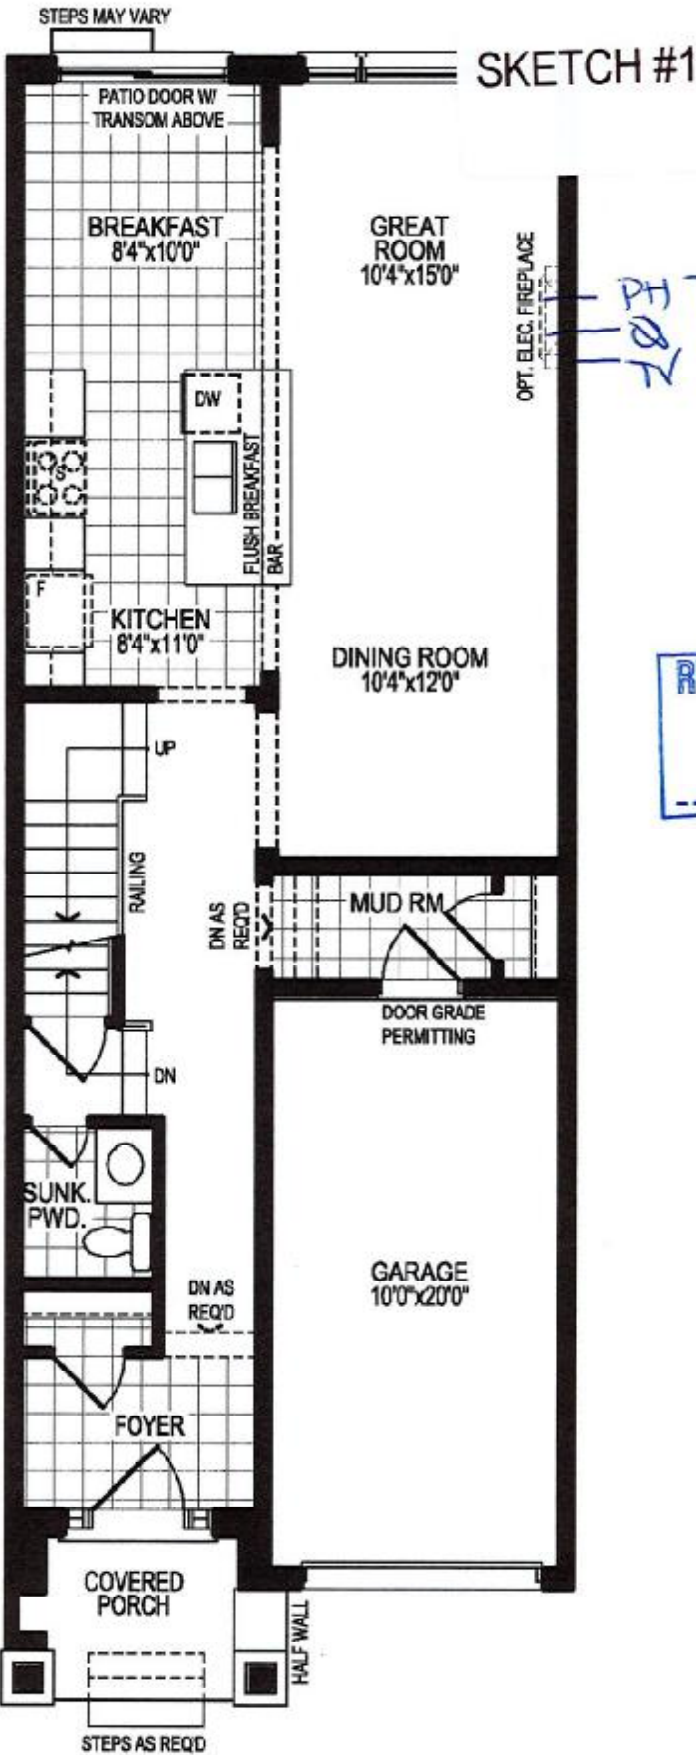 STEPS MAY VARY
SKETCH #1
PATIO DOOR W/
TRANSOM ABOVE
BREAKFAST
8'4"x10'0"
GREAT
ROOM
10'4"x15'0"
OPT. ELEC. FIREPLACE
PH
DW
S
FLUSH BREAKFAST
BAR
F
KITCHEN
8'4"x11'0"
DINING ROOM
10'4"x12'0"
UP
RAILING
DN AS
REQ'D
MUD RM
DOOR GRADE
PERMITTING
DN
SUNK.
PWD.
DN AS
REQ'D
GARAGE
10'0"x20'0"
FOYER
COVERED
PORCH
HALF WALL
STEPS AS REQ'D